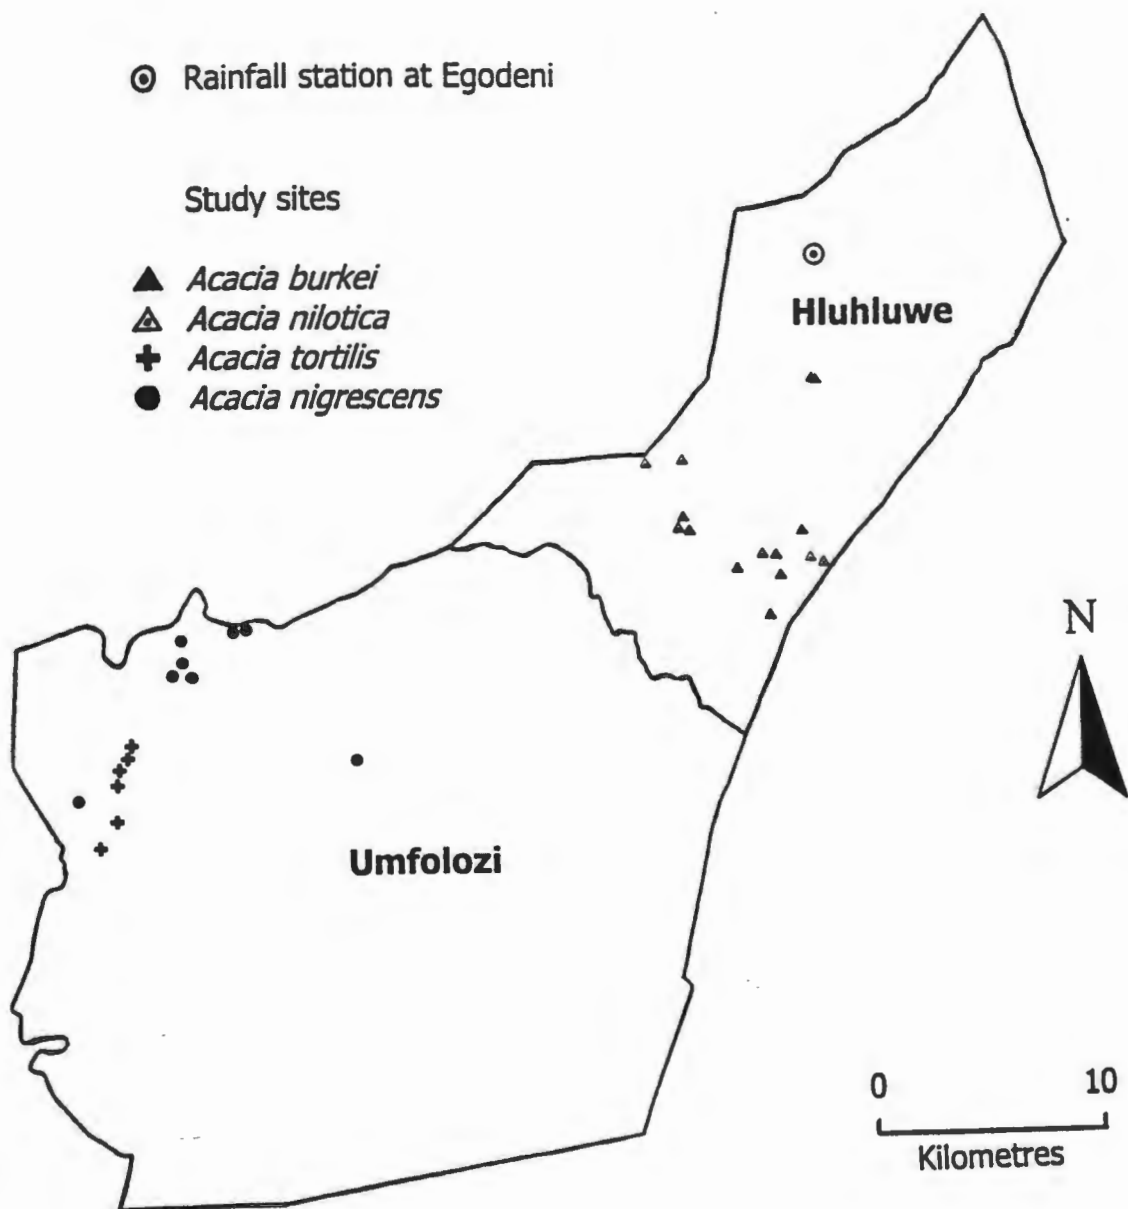 Rainfall station at Egodeni
Study sites
Acacia burkei
Acacia nilotica
Acacia tortilis
Acacia nigrescens
Hluhluwe
N
Umfolozi
0 10
Kilometres